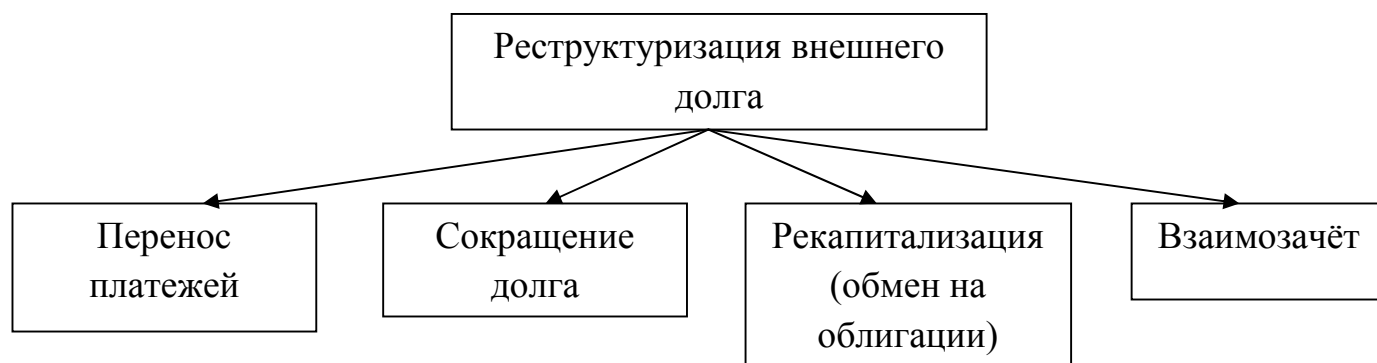 Реструктуризация внешнего
долга
Перенос
платежей
Сокращение
долга
Рекапитализация
(обмен на
облигации)
Взаимозачёт